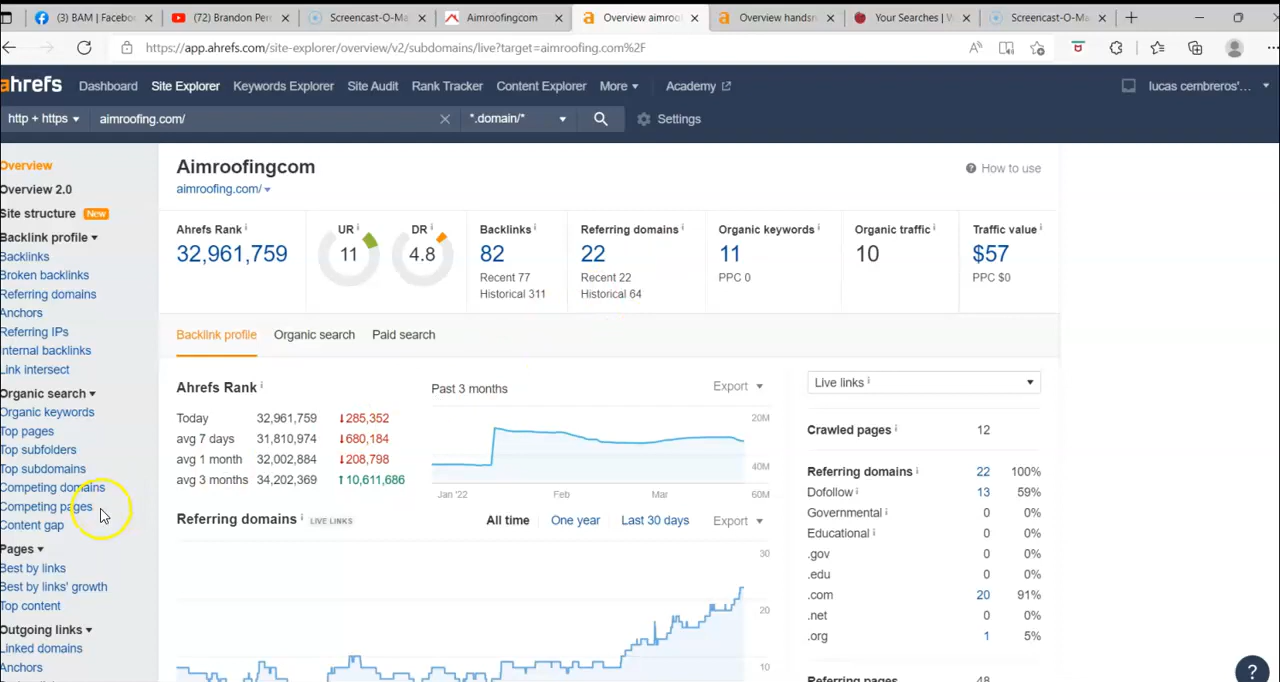 (3) BAM | Faceboo
(72) Brandon Pen
Screencast-O-Ma
Aimroofingcom
Overview aimroo
Overview handsn
Your Searches | W
Screencast-O-Ma
https://app.ahrefs.com/site-explorer/overview/v2/subdomains/live?target=aimroofing.com%2F
ahrefs
Dashboard
Site Explorer
Keywords Explorer
Site Audit
Rank Tracker
Content Explorer
More
Academy
lucas cembreros'...
http + https
aimroofing.com/
*.domain/*
Settings
Overview
Overview 2.0
Site structure New
Backlink profile
Backlinks
Broken backlinks
Referring domains
Anchors
Referring IPs
Internal backlinks
Link intersect
Organic search
Organic keywords
Top pages
Top subfolders
Top subdomains
Competing domains
Competing pages
Content gap
Pages
Best by links
Best by links' growth
Top content
Outgoing links
Linked domains
Anchors
Aimroofingcom
How to use
aimroofing.com/
Ahrefs Rank
32,961,759
UR
11
DR
4.8
Backlinks
82
Recent 77
Historical 311
Referring domains
22
Recent 22
Historical 64
Organic keywords
11
PPC 0
Organic traffic
10
Traffic value
$57
PPC $0
Backlink profile
Organic search
Paid search
Ahrefs Rank
Past 3 months
Export
Today 32,961,759 ↓285,352
avg 7 days 31,810,974 ↓680,184
avg 1 month 32,002,884 ↓208,798
avg 3 months 34,202,369 ↑10,611,686
20M
40M
60M
Jan '22
Feb
Mar
Referring domains LIVE LINKS
All time
One year
Last 30 days
Export
30
20
10
Live links
Crawled pages 12
Referring domains 22 100%
Dofollow 13 59%
Governmental 0 0%
Educational 0 0%
.gov 0 0%
.edu 0 0%
.com 20 91%
.net 0 0%
.org 1 5%
Referring pages 48
?